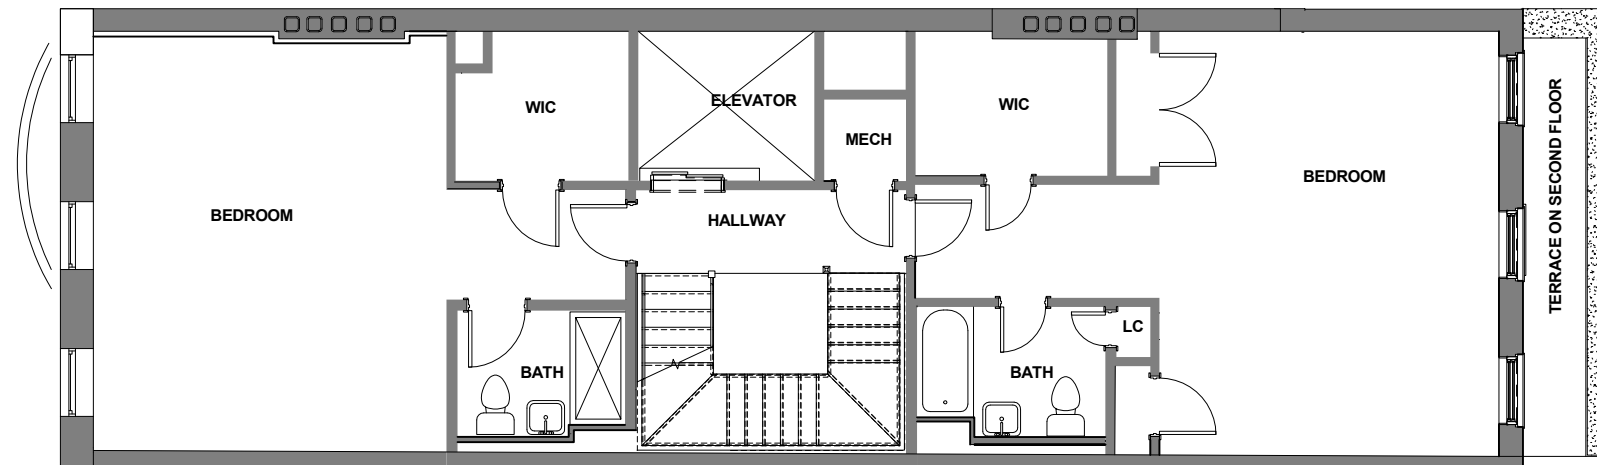 WIC
ELEVATOR
MECH
WIC
BEDROOM
BEDROOM
HALLWAY
TERRACE ON SECOND FLOOR
BATH
BATH
LC